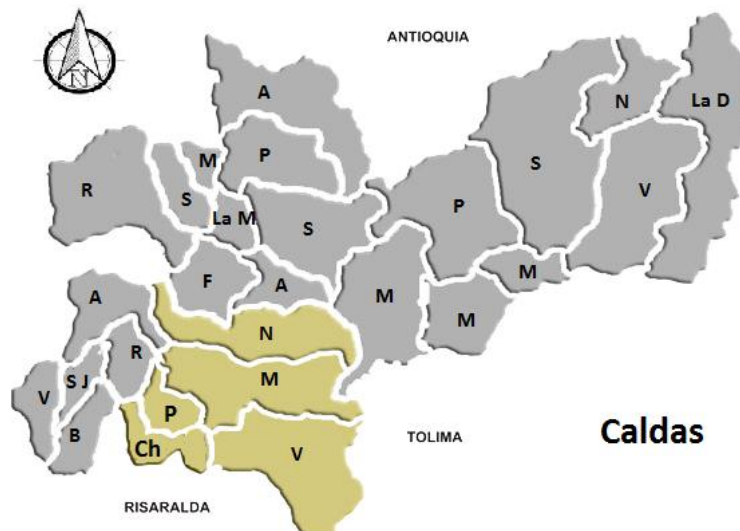 ANTIOQUIA
A
N
La D
M
P
R
S
S
V
La M
P
S
F
A
M
M
A
M
N
R
S J
M
V
P
B
Ch
V
TOLIMA
Caldas
RISARALDA
N